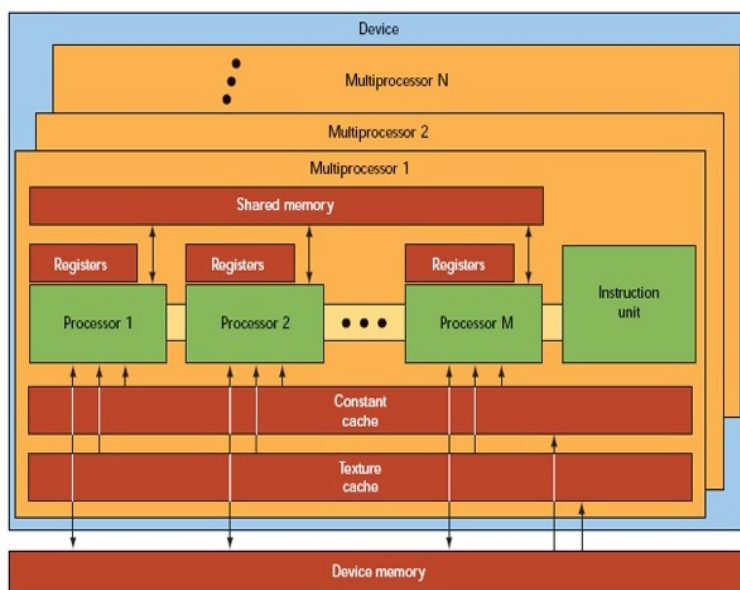 Device
Multiprocessor N
Multiprocessor 2
Multiprocessor 1
Shared memory
Registers
Registers
Registers
Processor 1
Processor 2
Processor M
Instruction
unit
Constant
cache
Texture
cache
Device memory